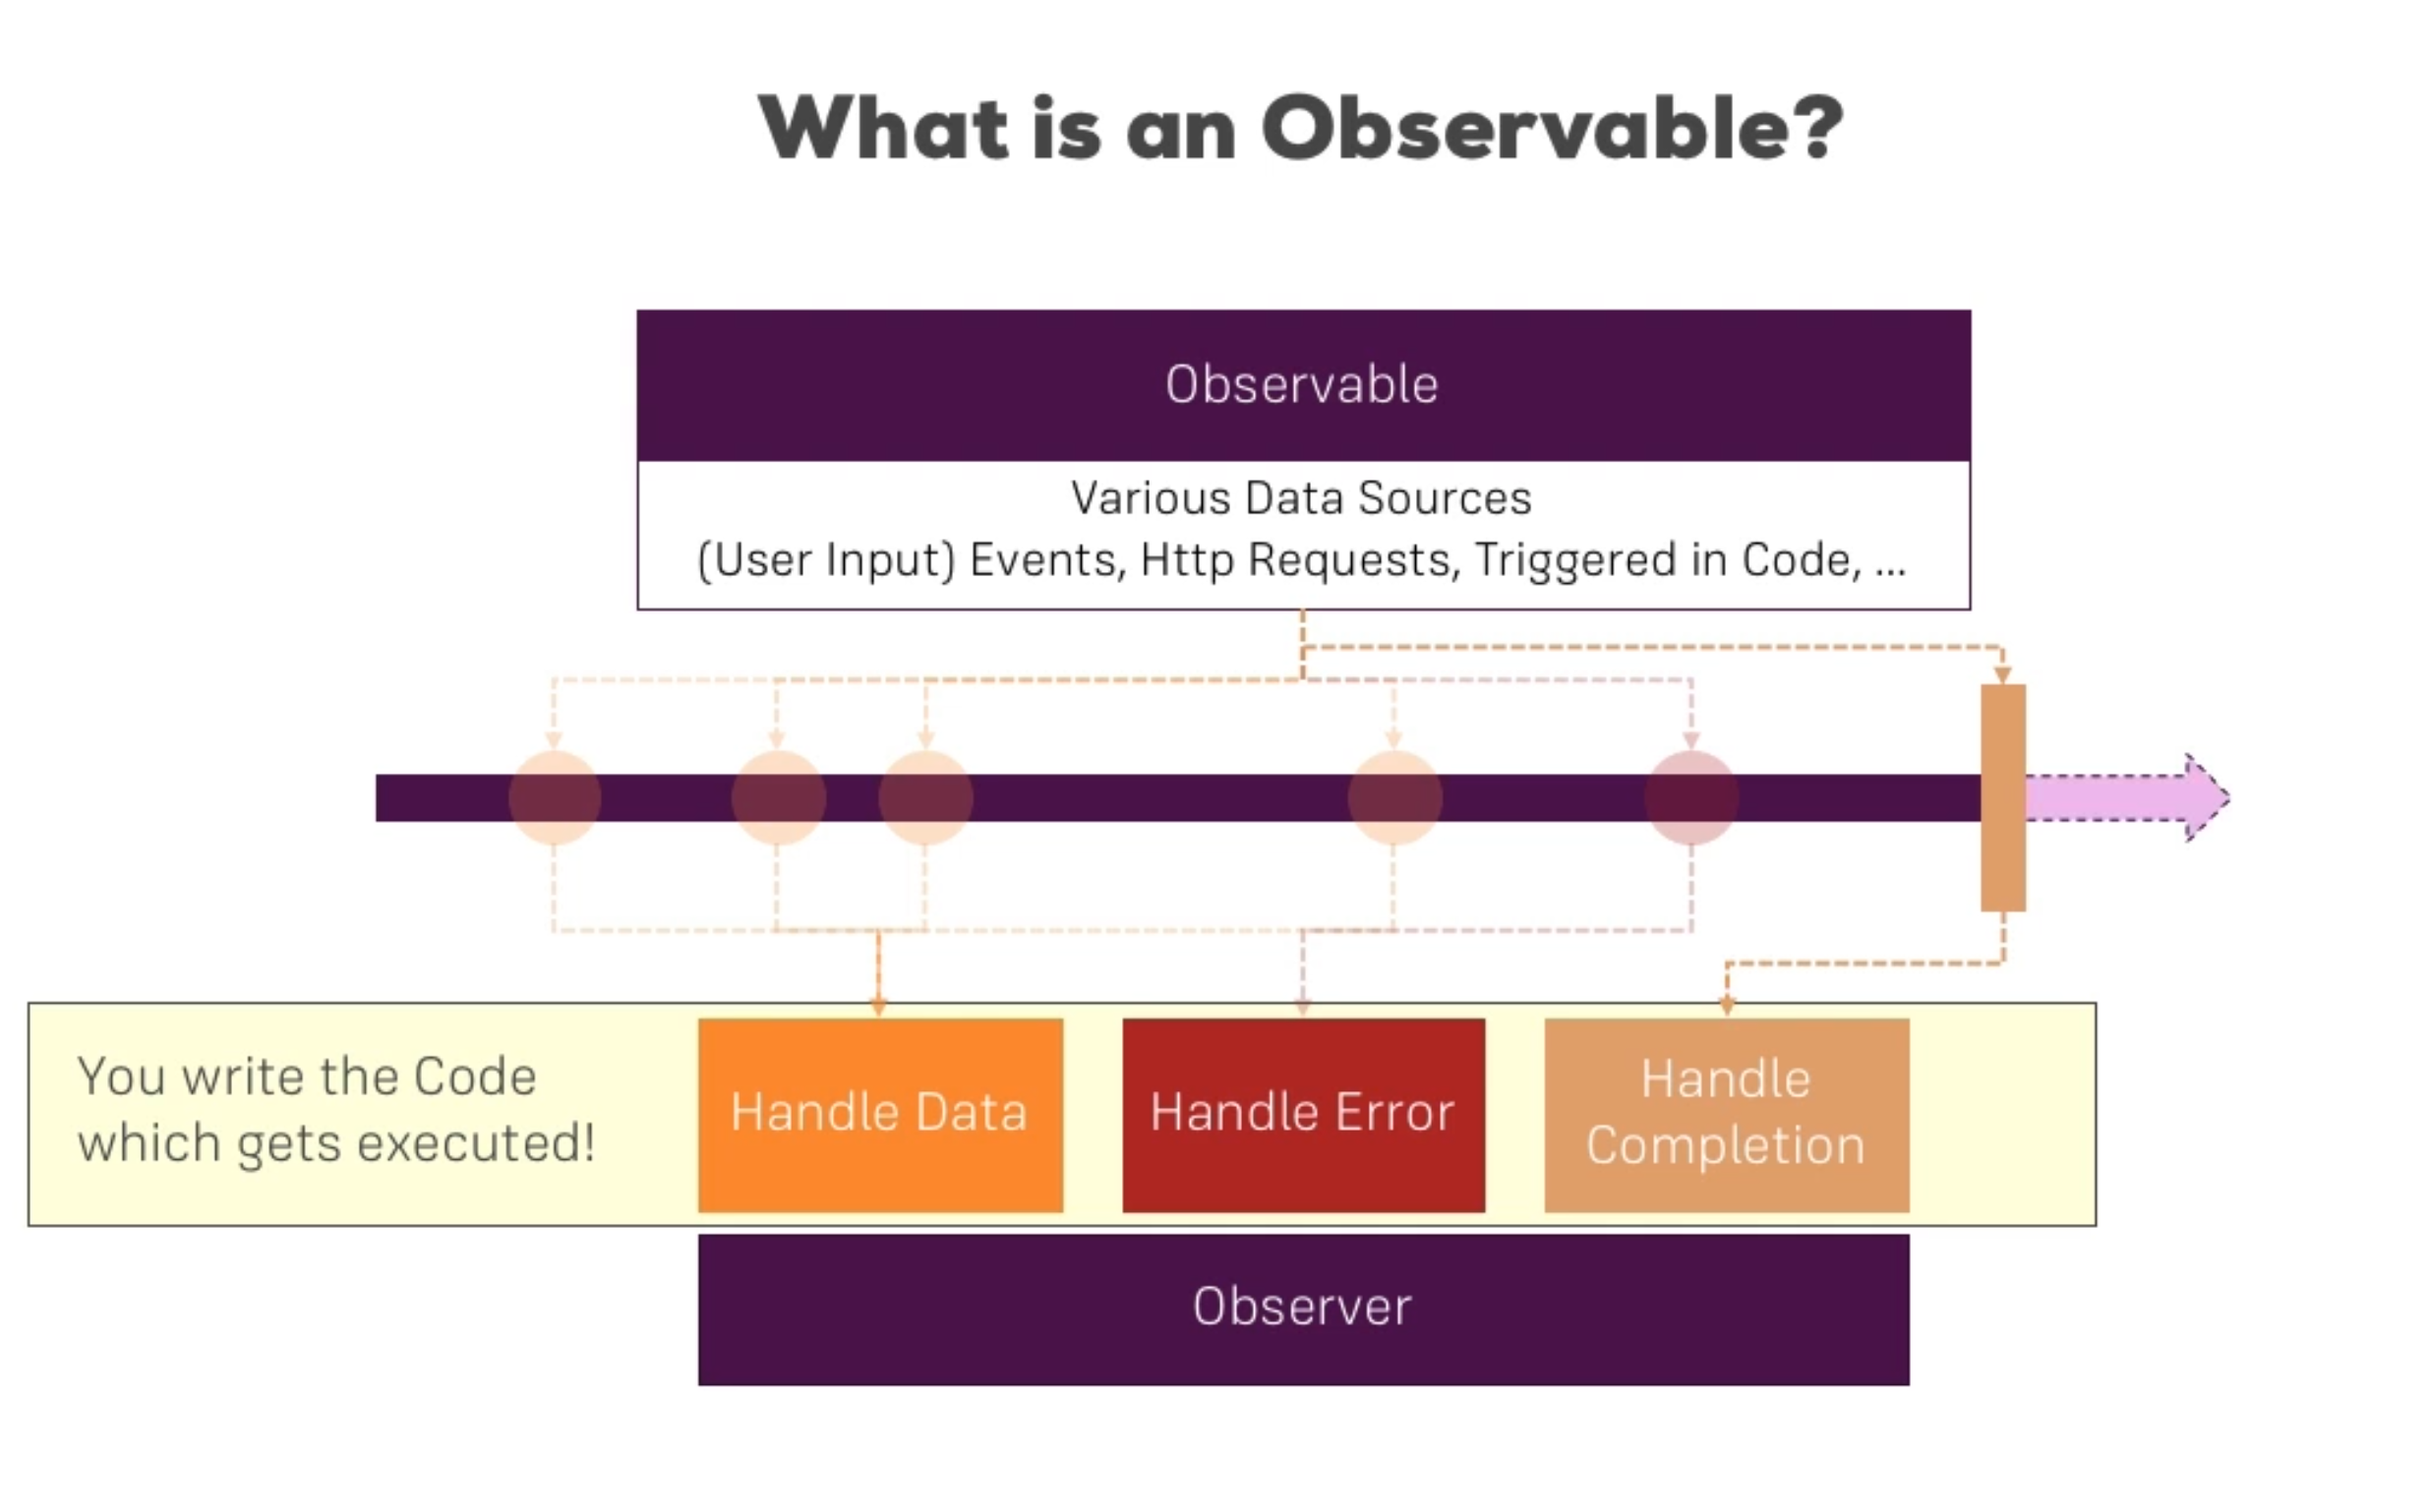 What is an Observable?
Observable
Various Data Sources
(User Input) Events, Http Requests, Triggered in Code, ...
You write the Code
which gets executed!
Handle Data
Handle Error
Handle
Completion
Observer